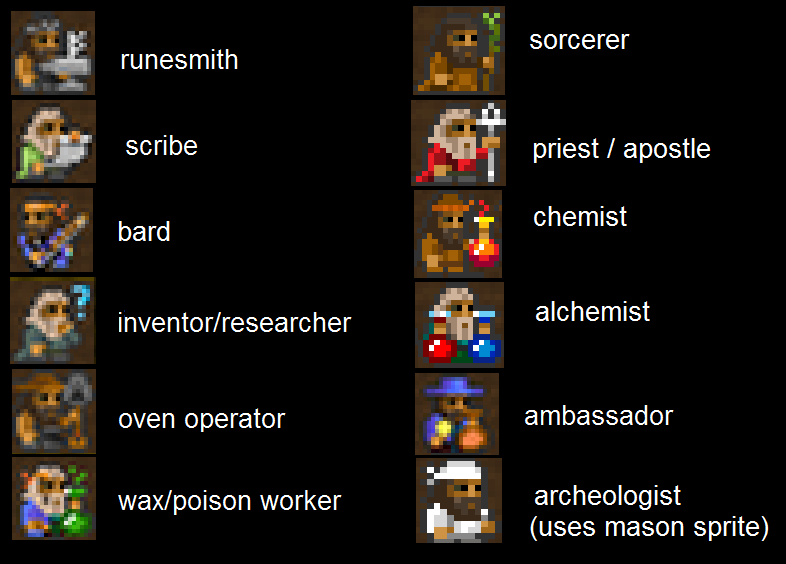 runesmith
scribe
bard
inventor/researcher
oven operator
wax/poison worker
sorcerer
priest / apostle
chemist
alchemist
ambassador
archeologist
(uses mason sprite)